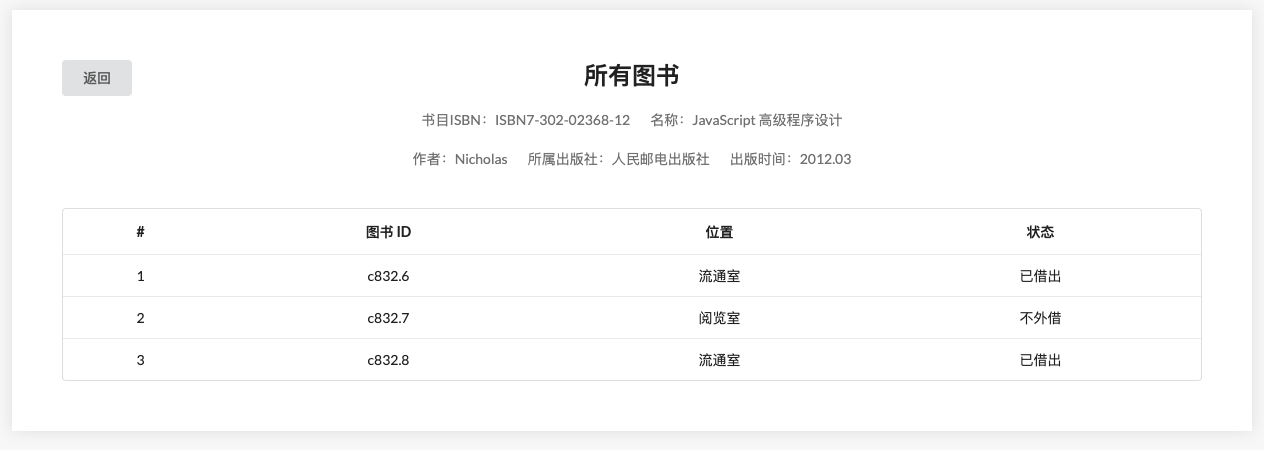 返回
所有图书
书目ISBN：ISBN7-302-02368-12 名称：JavaScript 高级程序设计
作者：Nicholas 所属出版社：人民邮电出版社 出版时间：2012.03
# 图书 ID 位置 状态
1 c832.6 流通室 已借出
2 c832.7 阅览室 不外借
3 c832.8 流通室 已借出